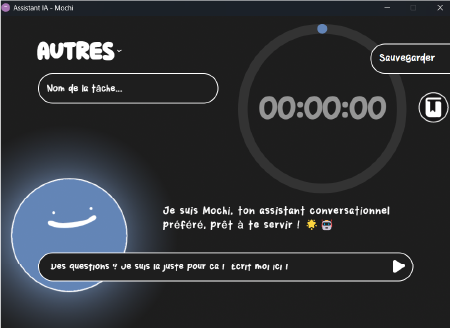 Assistant IA - Mochi
AUTRES
Sauvegarder
Nom de la tâche...
00:00:00
Je suis Mochi, ton assistant conversationnel
préféré, prêt à te servir ! 🌟 🤖
Des questions ? Je suis la juste pour ça ! Ecrit moi ici !